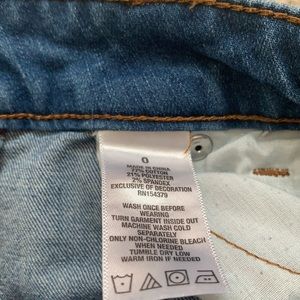 0
MADE IN CHINA
77% COTTON
21% POLYESTER
2% SPANDEX
EXCLUSIVE OF DECORATION
RN154379
WASH ONCE BEFORE
WEARING
TURN GARMENT INSIDE OUT
MACHINE WASH COLD
SEPARATELY
ONLY NON-CHLORINE BLEACH
WHEN NEEDED
TUMBLE DRY LOW
WARM IRON IF NEEDED